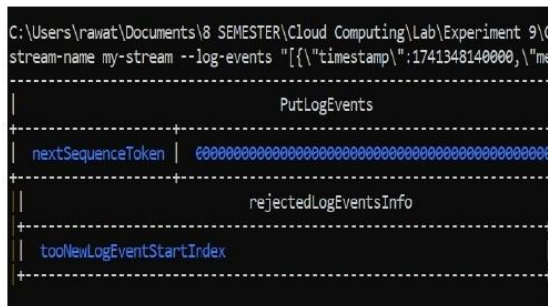 C:\Users\rawat\Documents\8 SEMESTER\Cloud Computing\Lab\Experiment 9\
stream-name my-stream --log-events "[{\"timestamp\":1741348140000,\"me
PutLogEvents
nextSequenceToken
rejectedLogEventsInfo
tooNewLogEventStartIndex